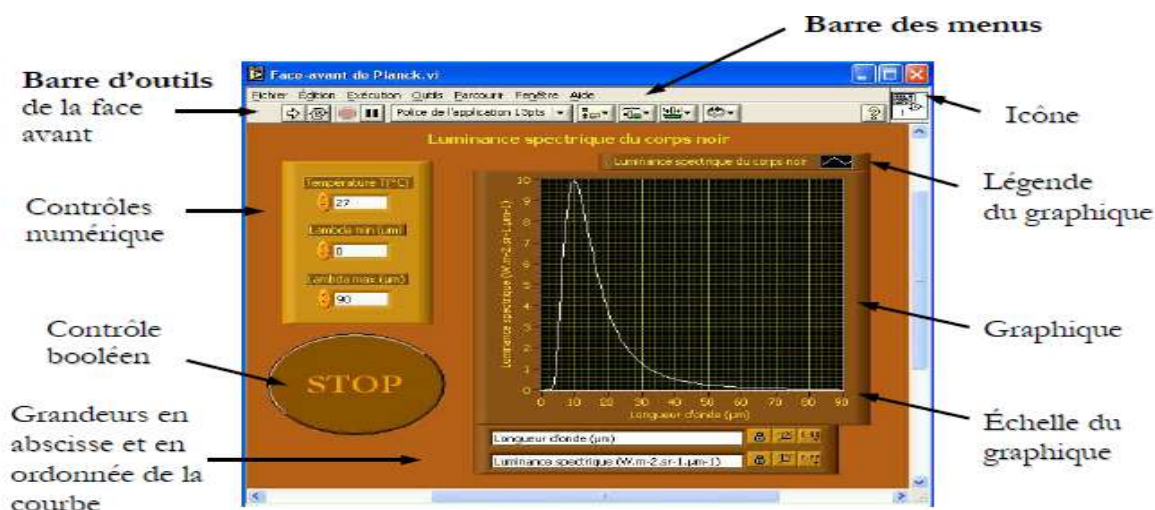 Barre des menus
Barre d'outils
de la face
avant
Face-avant de Planck.vi
Fichier Édition Exécution Outils Parcourir Fenêtre Aide
Police de l'application 13pts
Icône
Luminance spectrique du corps noir
Luminance spectrique du corps noir
Légende
du graphique
Contrôles
numérique
Température T(°C)
27
Lambda min (µm)
0
Lambda max (µm)
90
Luminance spectrique (W.m-2.sr-1.µm-1)
10
9
8
7
6
5
4
3
2
1
0
0 10 20 30 40 50 60 70 80 90
Longueur d'onde (µm)
Graphique
Contrôle
booléen
STOP
Échelle du
graphique
Grandeurs en
abscisse et en
ordonnée de la
courbe
Longueur d'onde (µm)
Luminance spectrique (W.m-2.sr-1.µm-1)